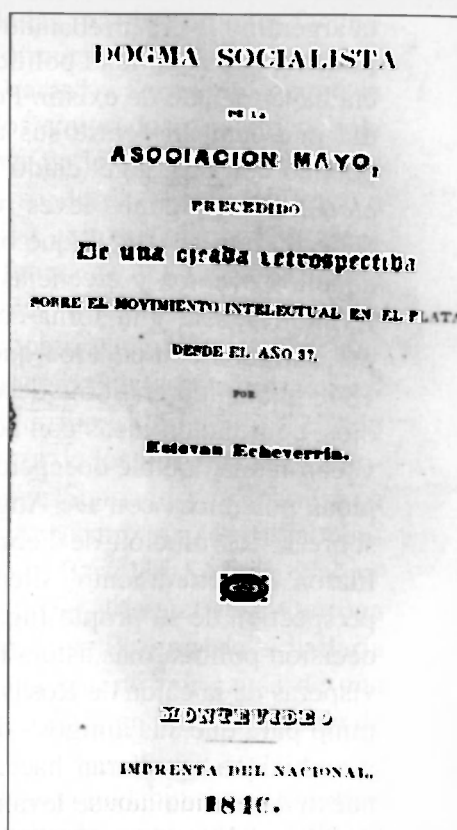 DOGMA SOCIALISTA
DE LA
ASOCIACION MAYO,
PRECEDIDO
De una ojeada retrospectiva
SOBRE EL MOVIMIENTO INTELECTUAL EN EL PLATA
DESDE EL AÑO 37.
POR
Estevan Echeverria.
MONTEVIDEO
IMPRENTA DEL NACIONAL.
1846.